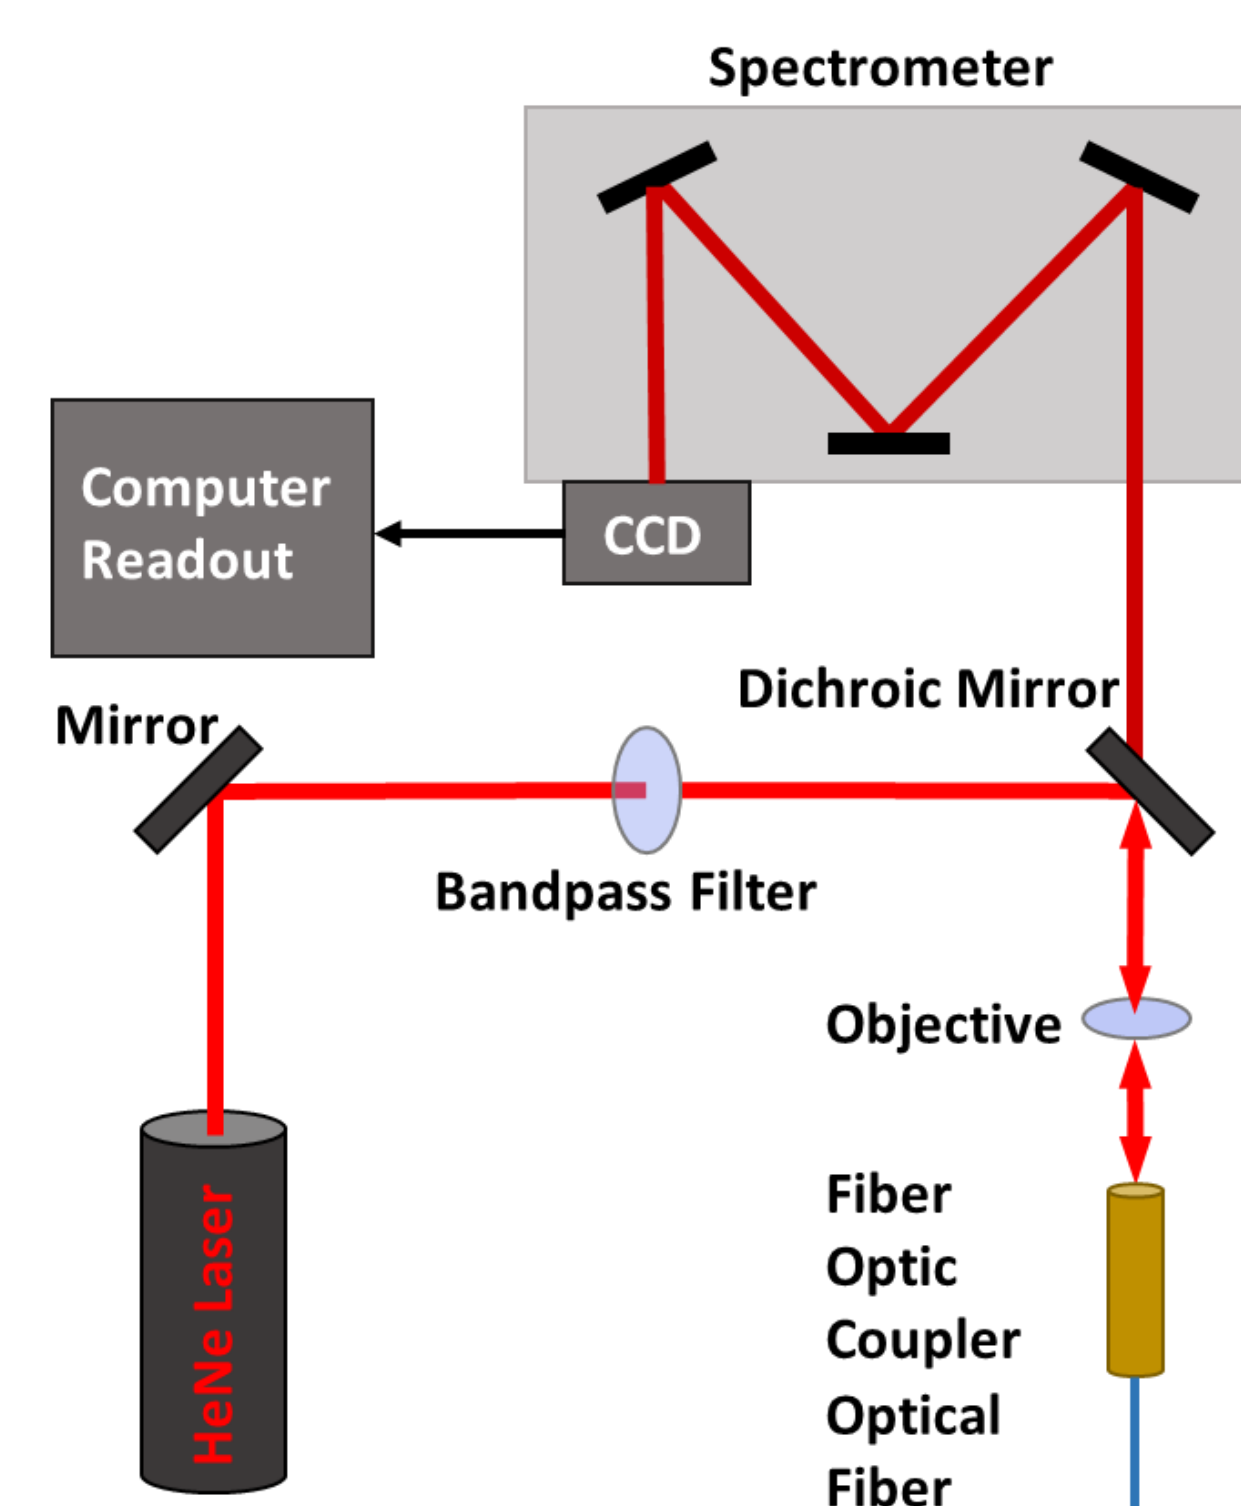 Spectrometer
Computer
Readout
CCD
Dichroic Mirror
Mirror
Bandpass Filter
Objective
HeNe Laser
Fiber
Optic
Coupler
Optical
Fiber